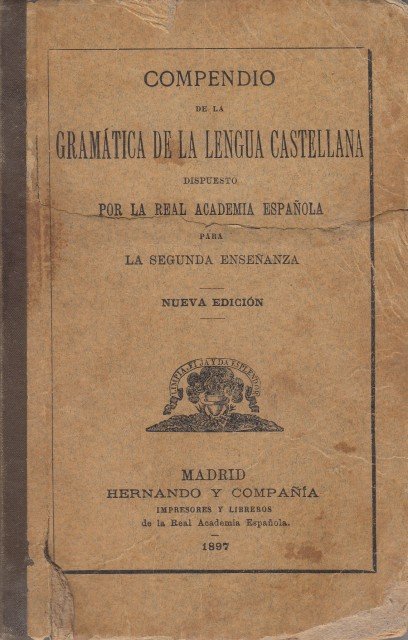 COMPENDIO
DE LA
GRAMÁTICA DE LA LENGUA CASTELLANA
DISPUESTO
POR LA REAL ACADEMIA ESPAÑOLA
PARA
LA SEGUNDA ENSEÑANZA
NUEVA EDICIÓN
LIMPIA, FIJA Y DA ESPLENDOR
MADRID
HERNANDO Y COMPAÑÍA
IMPRESORES Y LIBREROS
de la Real Academia Española.
1897